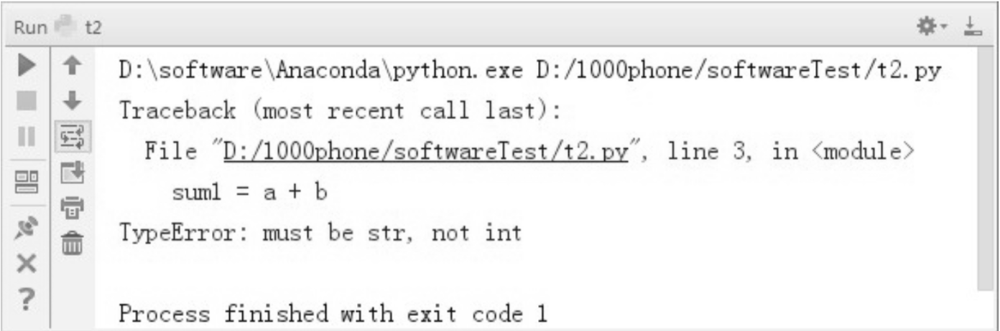 Run t2
D:\software\Anaconda\python.exe D:/1000phone/softwareTest/t2.py
Traceback (most recent call last):
  File "D:/1000phone/softwareTest/t2.py", line 3, in <module>
    sum1 = a + b
TypeError: must be str, not int
Process finished with exit code 1